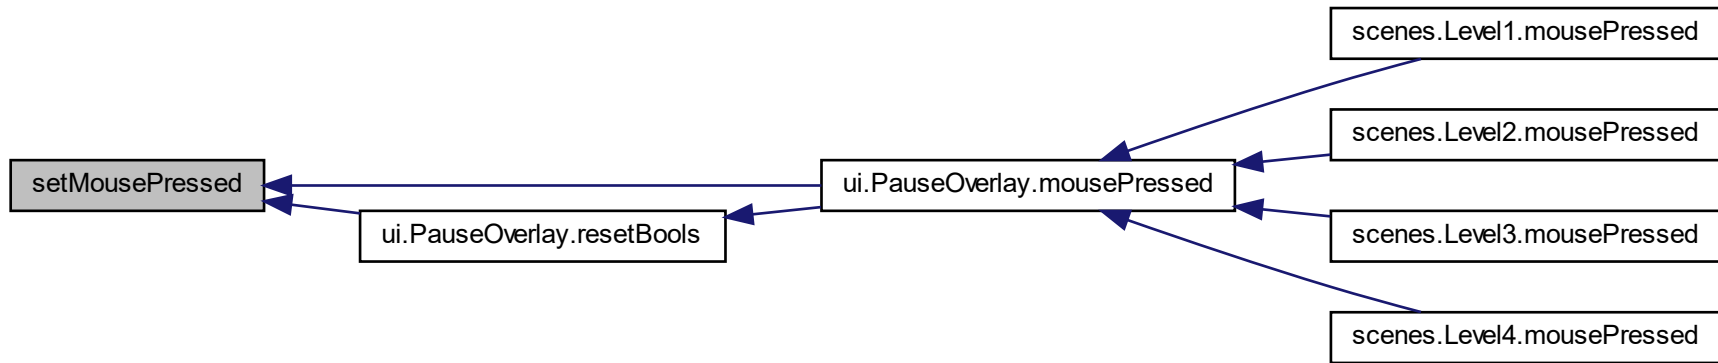 scenes.Level1.mousePressed
scenes.Level2.mousePressed
setMousePressed
ui.PauseOverlay.mousePressed
ui.PauseOverlay.resetBools
scenes.Level3.mousePressed
scenes.Level4.mousePressed